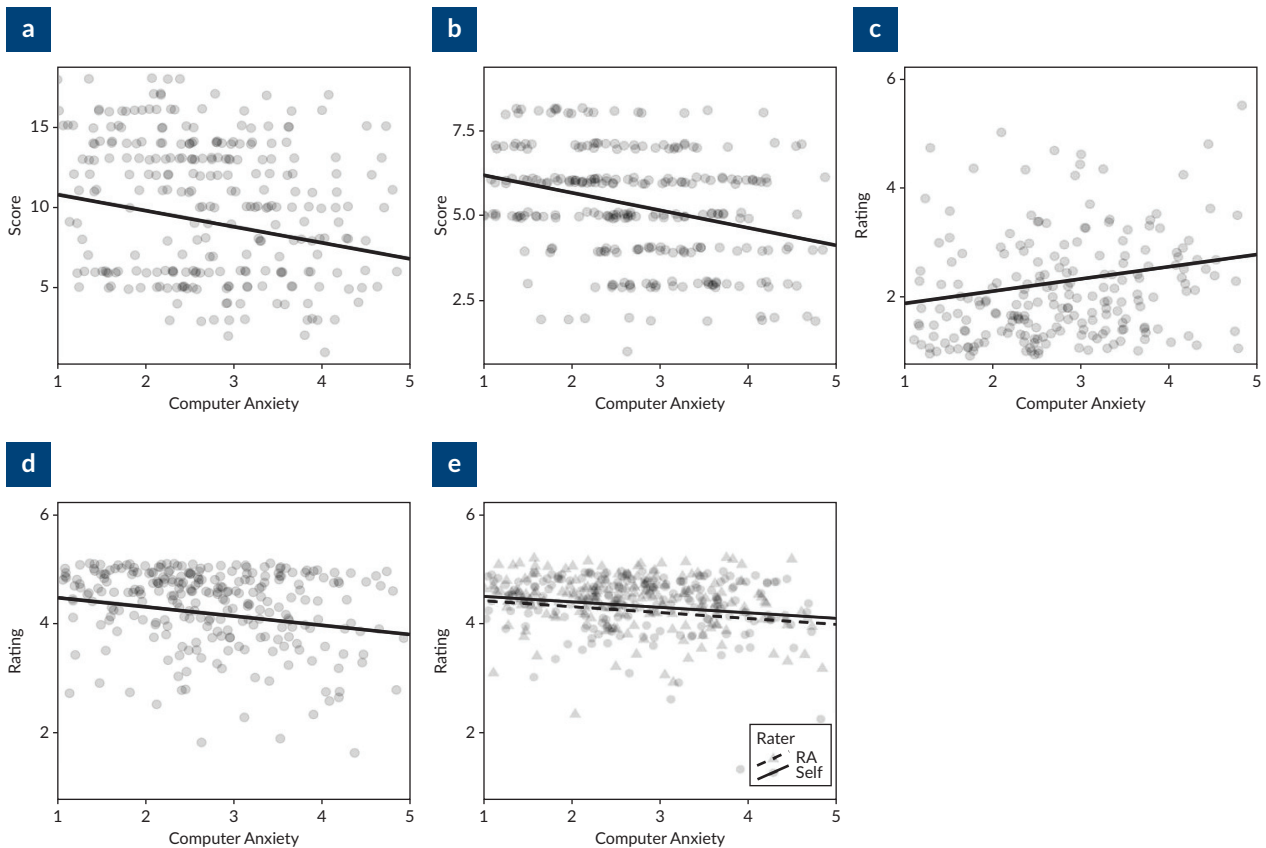 a
b
c
Score
15
10
5
1 2 3 4 5
Computer Anxiety
Score
7.5
5.0
2.5
1 2 3 4 5
Computer Anxiety
Rating
6
4
2
1 2 3 4 5
Computer Anxiety
d
e
Rating
6
4
2
1 2 3 4 5
Computer Anxiety
Rating
6
4
2
Rater
RA
Self
1 2 3 4 5
Computer Anxiety